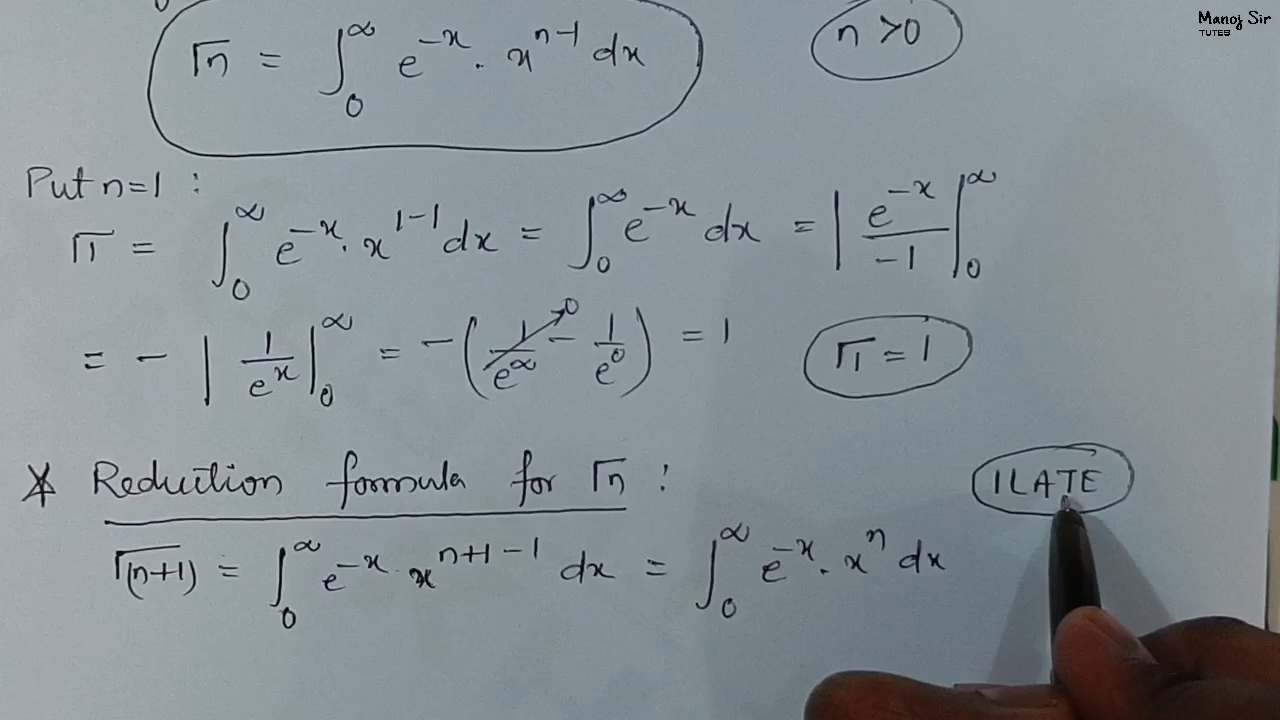 Manoj Sir
TUTES
Γn = ∫₀^∞ e^{-x} . x^{n-1} dx n > 0
Put n=1 :
Γ1 = ∫₀^∞ e^{-x} . x^{1-1} dx = ∫₀^∞ e^{-x} dx = | e^{-x}/-1 |₀^∞
= - | 1/e^x |₀^∞ = - ( 1/e^∞ → 0 - 1/e^0 ) = 1 Γ1 = 1
* Reduction formula for Γn : ILATE
Γ(n+1) = ∫₀^∞ e^{-x} . x^{n+1-1} dx = ∫₀^∞ e^{-x} . x^n dx